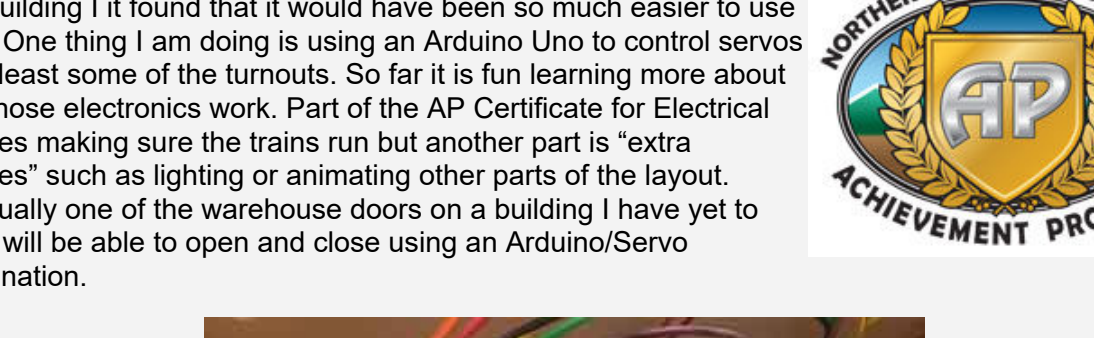 uilding I it found that it would have been so much easier to use
One thing I am doing is using an Arduino Uno to control servos
least some of the turnouts. So far it is fun learning more about
hose electronics work. Part of the AP Certificate for Electrical
es making sure the trains run but another part is “extra
es” such as lighting or animating other parts of the layout.
ually one of the warehouse doors on a building I have yet to
will be able to open and close using an Arduino/Servo
nation.
NORTHER
AP
ACHIEVEMENT PRO